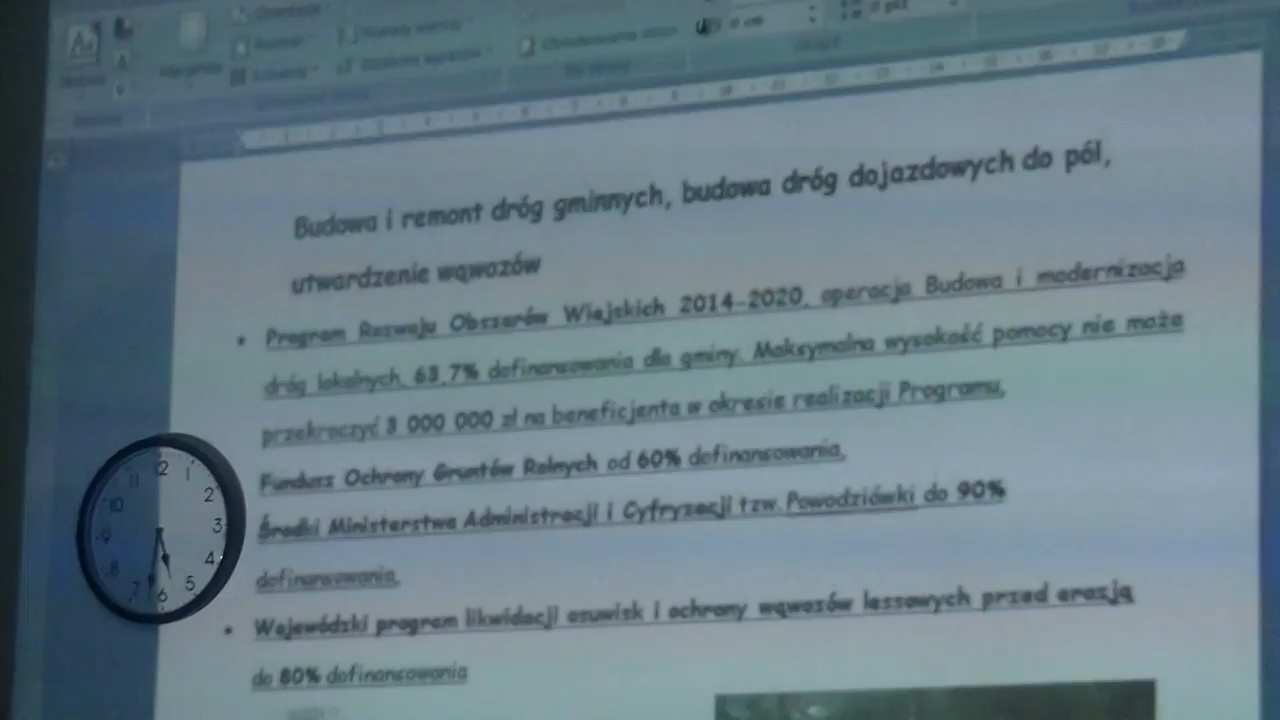 Budowa i remont dróg gminnych, budowa dróg dojazdowych do pól,
utwardzenie wąwozów
• Program Rozwoju Obszarów Wiejskich 2014-2020, operacja Budowa i modernizacja
dróg lokalnych, 63,7% dofinansowania dla gminy. Maksymalna wysokość pomocy nie może
przekroczyć 3 000 000 zł na beneficjenta w okresie realizacji Programu,
Fundusz Ochrony Gruntów Rolnych od 60% dofinansowania,
Środki Ministerstwa Administracji i Cyfryzacji tzw. Powodziówki do 90%
dofinansowania,
• Wojewódzki program likwidacji osuwisk i ochrony wąwozów lessowych przed erozją
do 80% dofinansowania
12 1 2 3 4 5 6 7 8 9 10 11